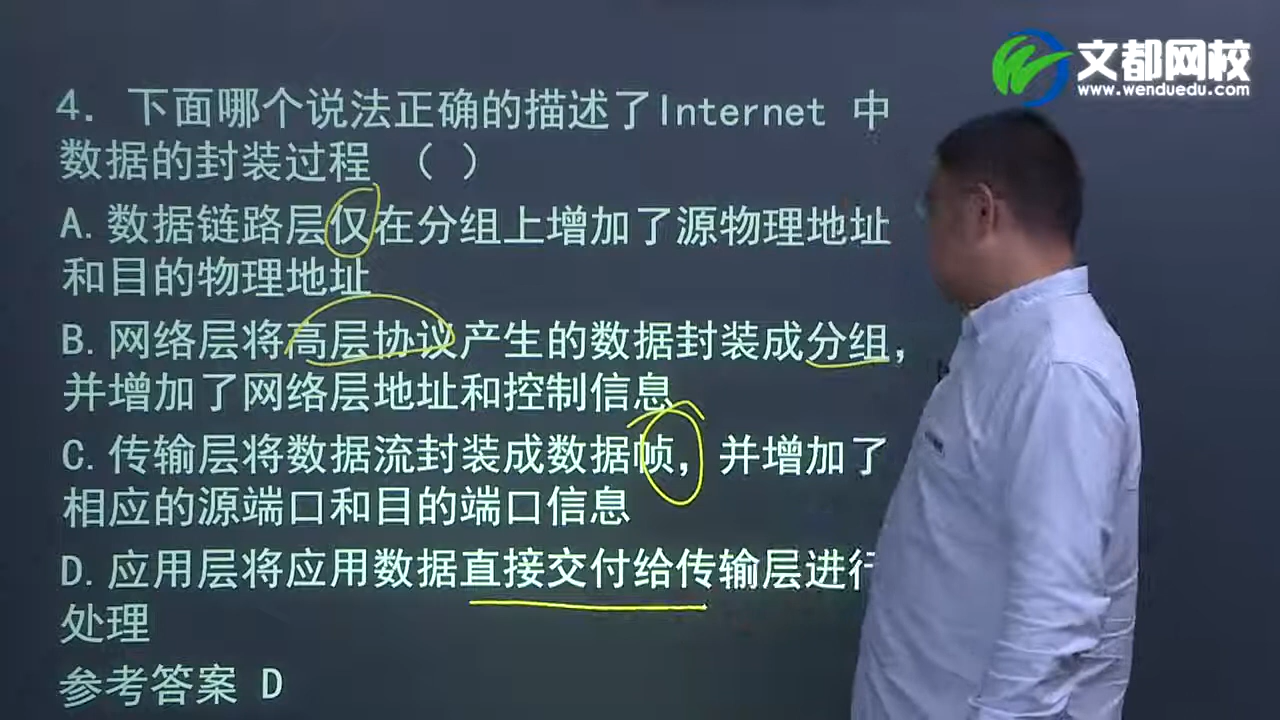 文都网校
www.wenduedu.com
4. 下面哪个说法正确的描述了Internet 中
数据的封装过程 ( )
A.数据链路层仅在分组上增加了源物理地址
和目的物理地址
B.网络层将高层协议产生的数据封装成分组，
并增加了网络层地址和控制信息
C.传输层将数据流封装成数据帧，并增加了
相应的源端口和目的端口信息
D.应用层将应用数据直接交付给传输层进行
处理
参考答案 D